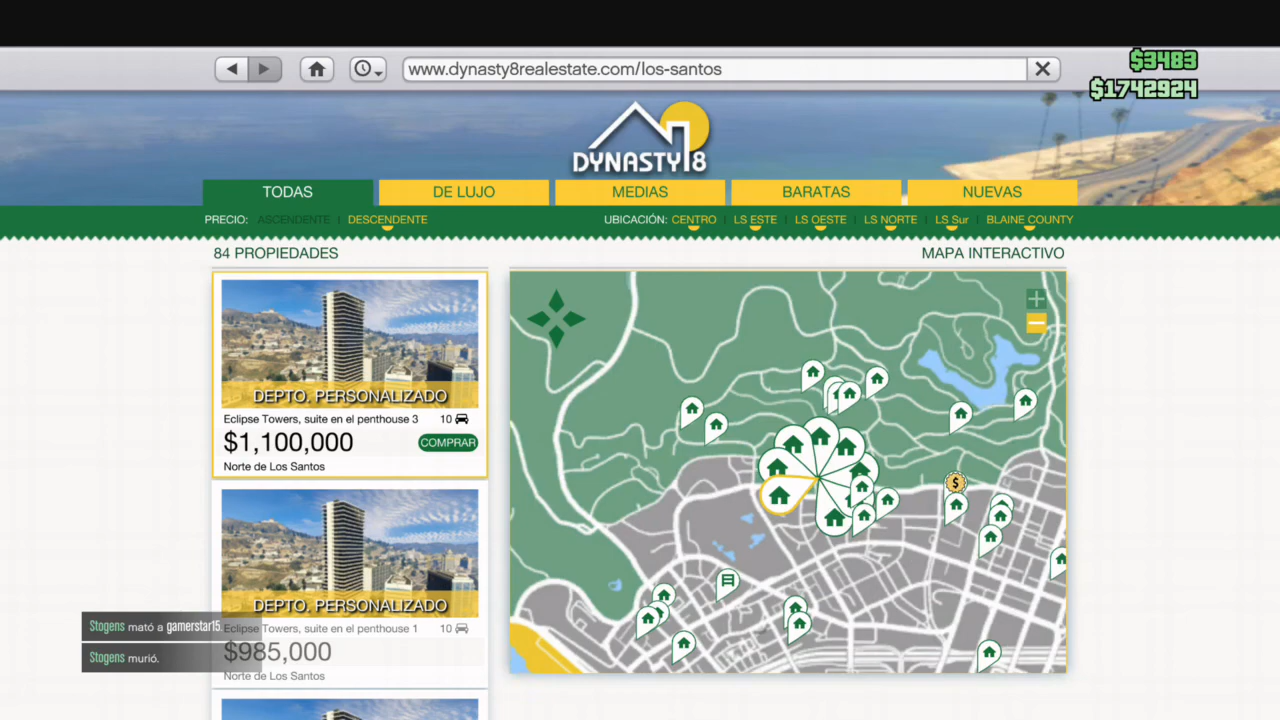 www.dynasty8realestate.com/los-santos
$3483
$1742924
DYNASTY8
TODAS
DE LUJO
MEDIAS
BARATAS
NUEVAS
PRECIO: ASCENDENTE | DESCENDENTE
UBICACIÓN: CENTRO | LS ESTE | LS OESTE | LS NORTE | LS Sur | BLAINE COUNTY
84 PROPIEDADES
MAPA INTERACTIVO
DEPTO. PERSONALIZADO
Eclipse Towers, suite en el penthouse 3 10
$1,100,000
COMPRAR
Norte de Los Santos
DEPTO. PERSONALIZADO
Eclipse Towers, suite en el penthouse 1 10
$985,000
Norte de Los Santos
$
Stogens mató a gamerstar15.
Stogens murió.